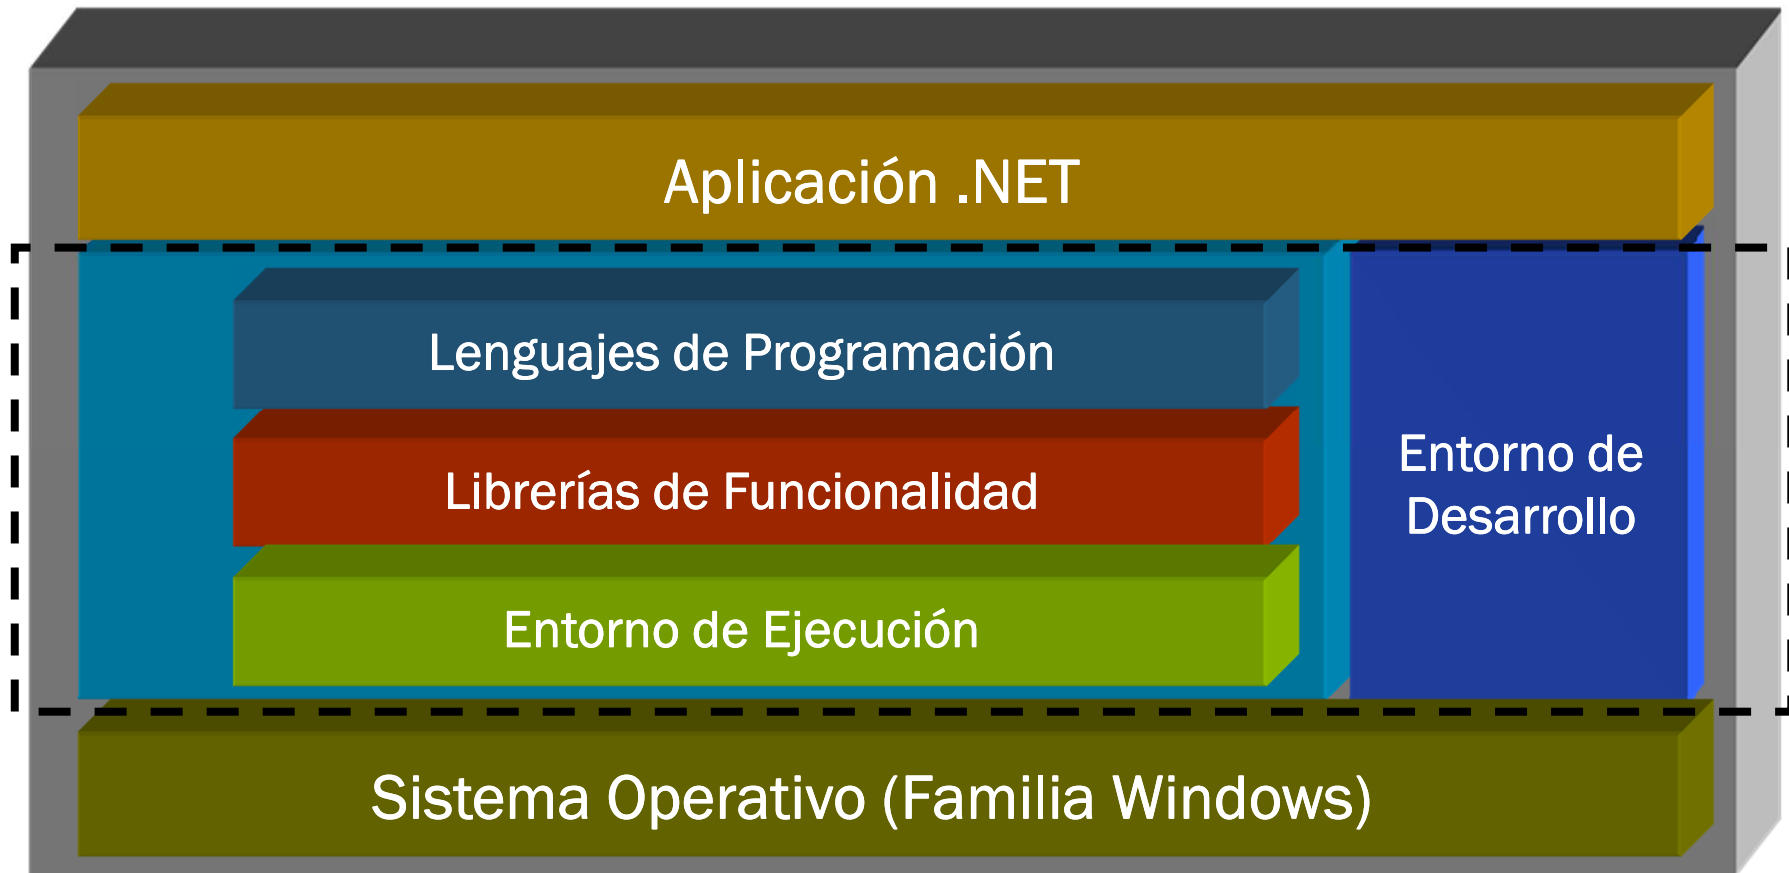 Aplicación .NET
Lenguajes de Programación
Librerías de Funcionalidad
Entorno de Ejecución
Entorno de
Desarrollo
Sistema Operativo (Familia Windows)